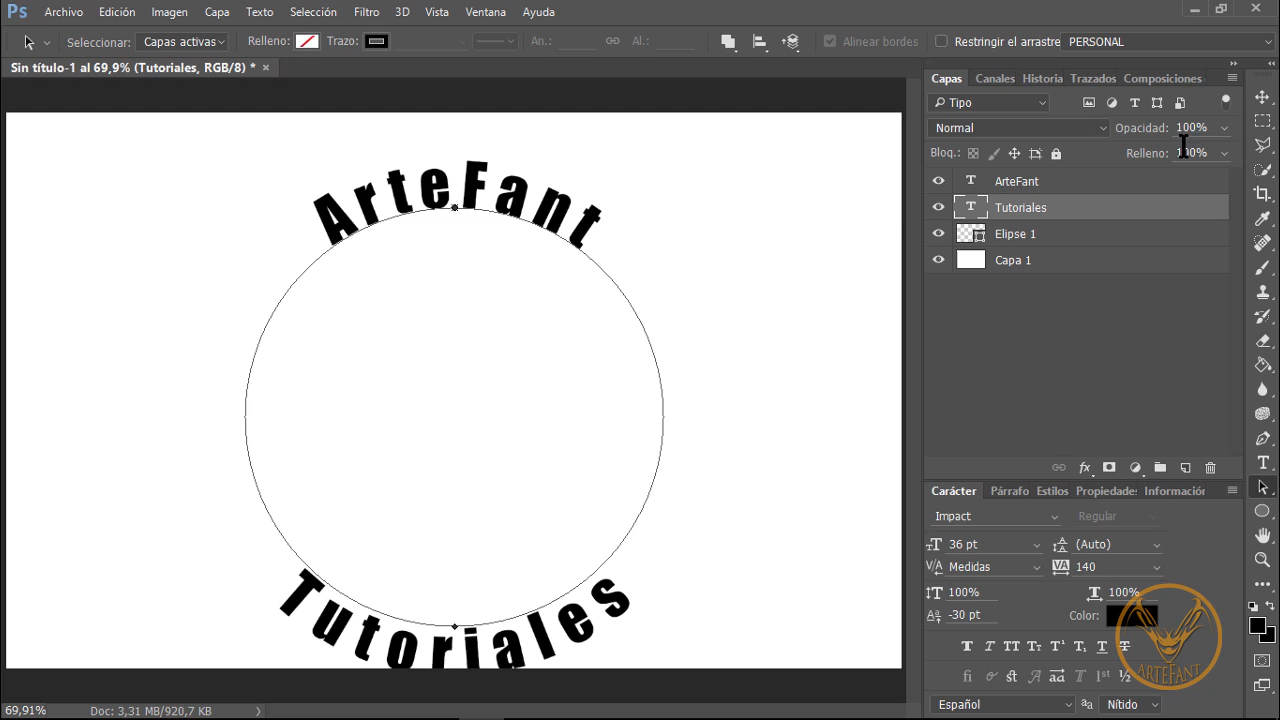 Ps Archivo Edición Imagen Capa Texto Selección Filtro 3D Vista Ventana Ayuda
Seleccionar: Capas activas Relleno: Trazo: An.: Al.: Alinear bordes Restringir el arrastre PERSONAL
Sin título-1 al 69,9% (Tutoriales, RGB/8) * ×
Capas Canales Historia Trazados Composiciones
Tipo
Normal Opacidad: 100%
Bloq.: Relleno: 100%
T ArteFant
T Tutoriales
Elipse 1
Capa 1
ArteFant
Tutoriales
Carácter Párrafo Estilos Propiedades Información
Impact Regular
36 pt (Auto)
Medidas 140
100% 100%
-30 pt Color:
ARTEFANT
Español Nítido
69,91% Doc: 3,31 MB/920,7 KB